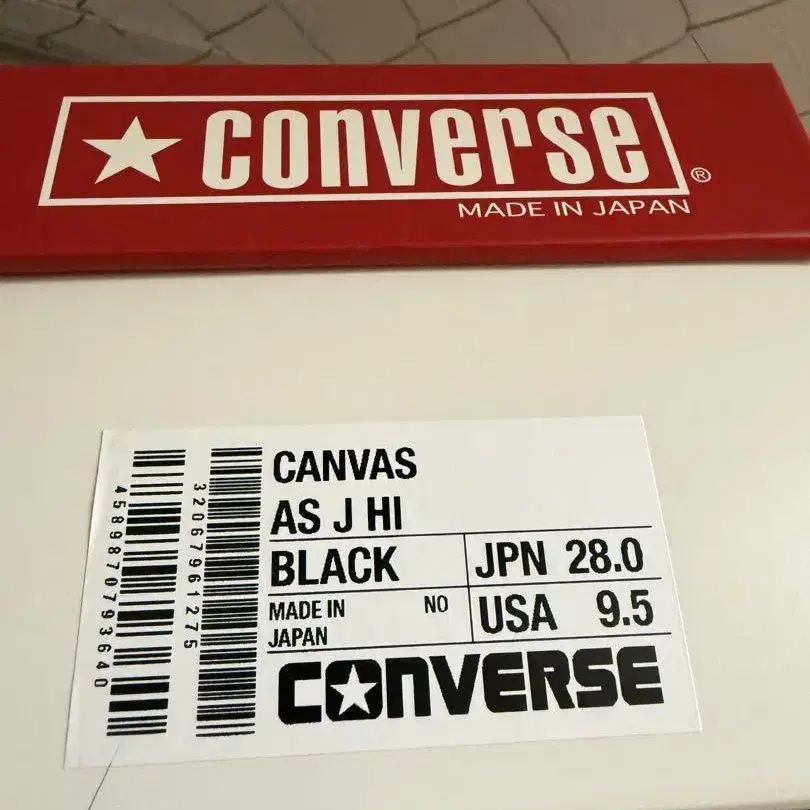 CONVERSE ®
MADE IN JAPAN
CANVAS
AS J HI
BLACK
JPN 28.0
MADE IN JAPAN
NO
USA 9.5
CONVERSE
4589870793640
32067961275